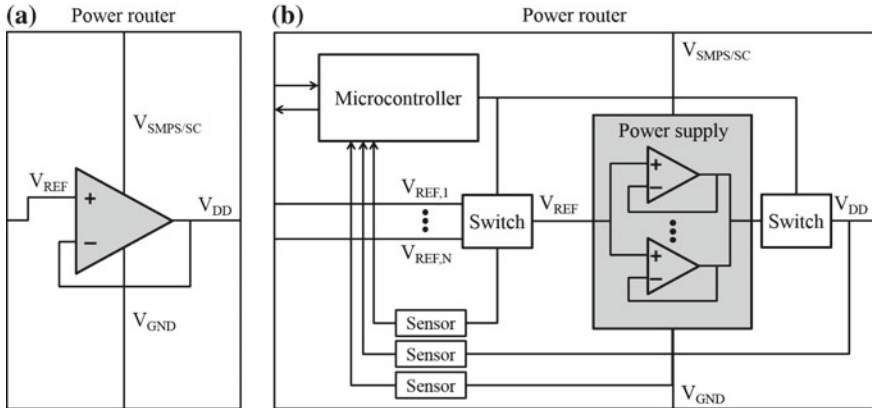 (a) Power router
V_SMPS/SC
V_REF
+
−
V_DD
V_GND
(b) Power router
V_SMPS/SC
Microcontroller
Power supply
V_REF,1
Switch
V_REF
V_REF,N
+
−
+
−
Switch
V_DD
Sensor
Sensor
Sensor
V_GND